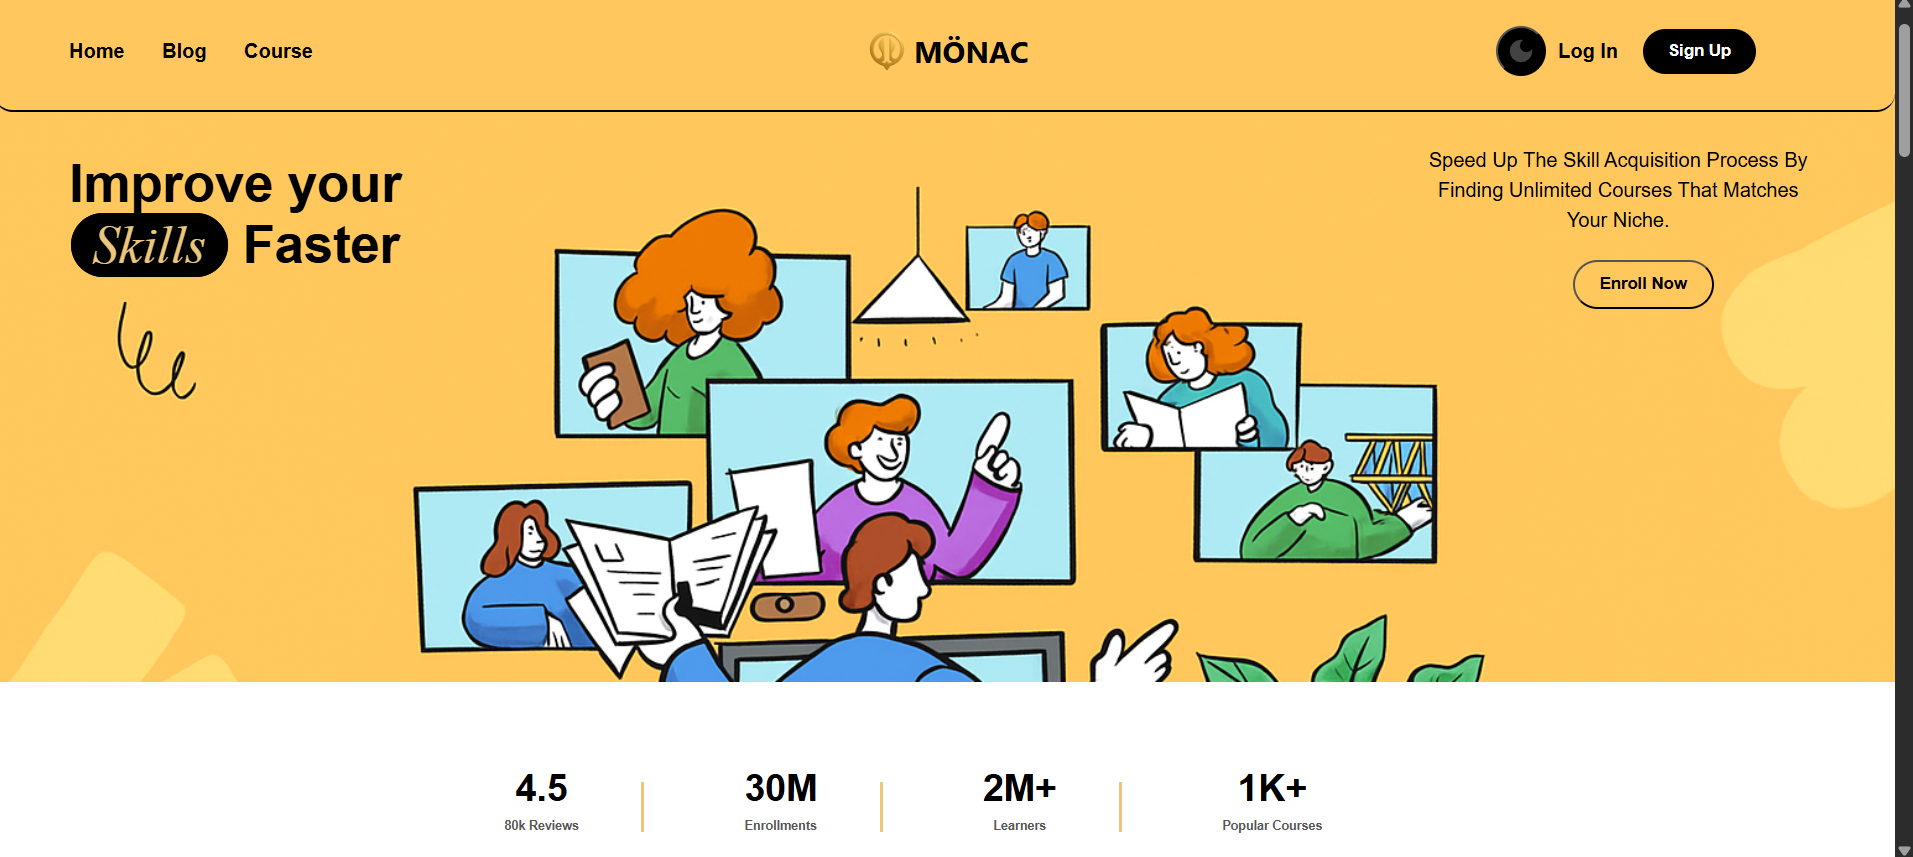 Home Blog Course
MÖNAC
Log In
Sign Up
Improve your
Skills Faster
Speed Up The Skill Acquisition Process By
Finding Unlimited Courses That Matches
Your Niche.
Enroll Now
4.5
80k Reviews
30M
Enrollments
2M+
Learners
1K+
Popular Courses